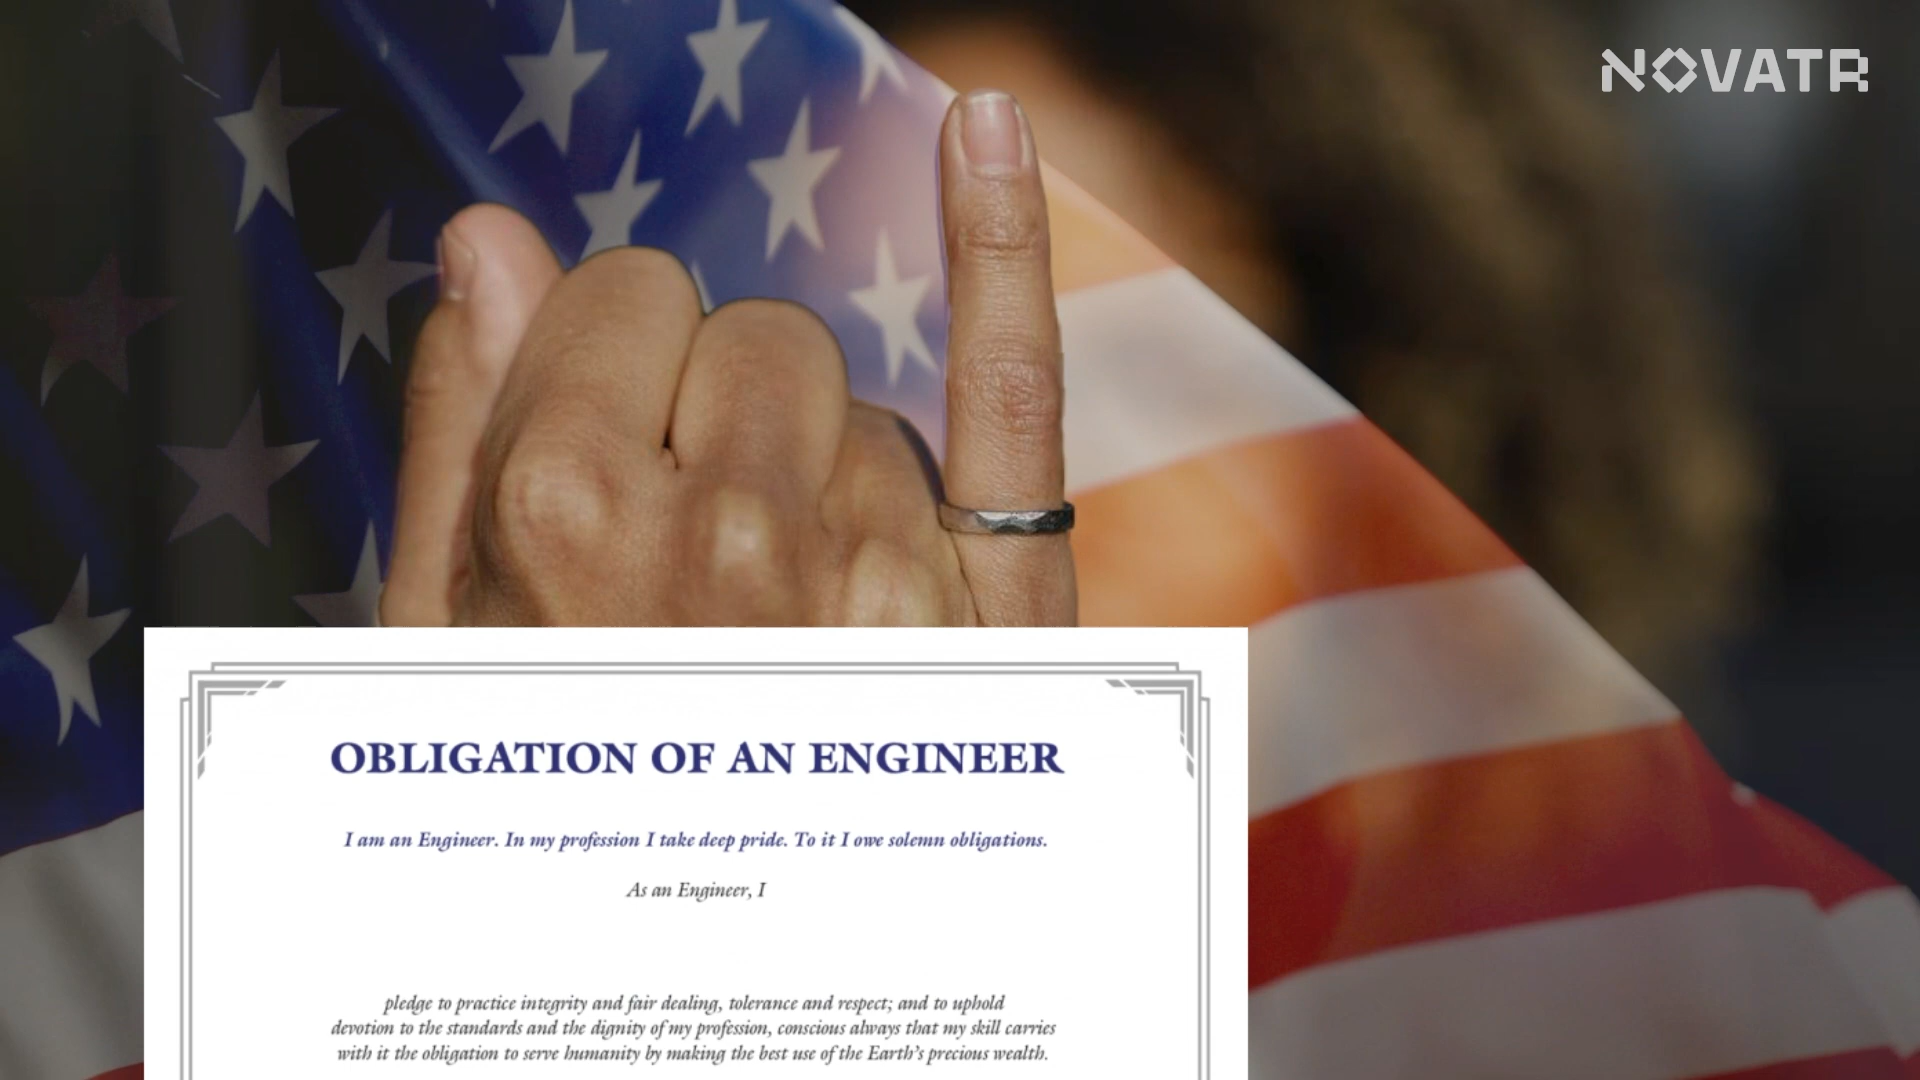 NOVATR
OBLIGATION OF AN ENGINEER
I am an Engineer. In my profession I take deep pride. To it I owe solemn obligations.
As an Engineer, I
pledge to practice integrity and fair dealing, tolerance and respect; and to uphold
devotion to the standards and the dignity of my profession, conscious always that my skill carries
with it the obligation to serve humanity by making the best use of the Earth's precious wealth.